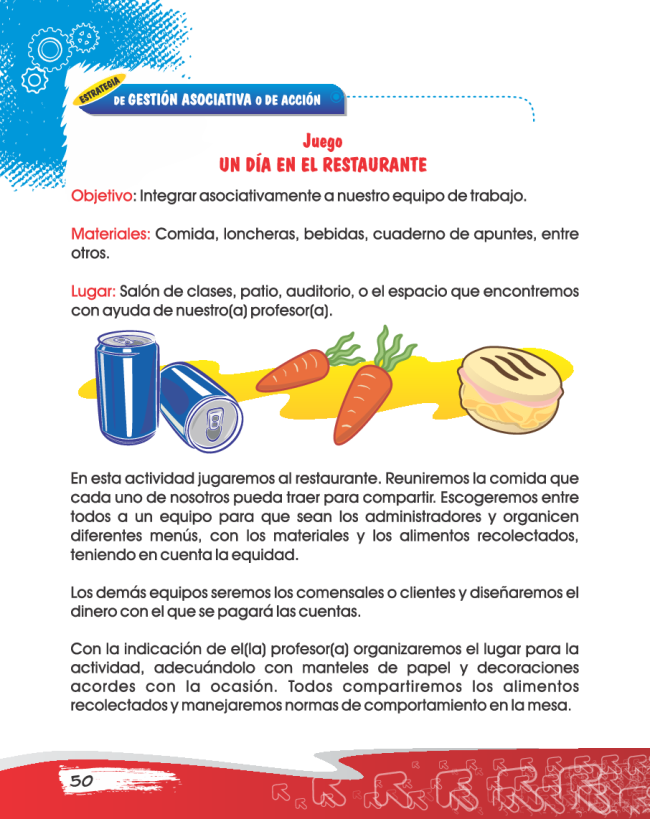 ESTRATEGIA
DE GESTIÓN ASOCIATIVA O DE ACCIÓN
Juego
UN DÍA EN EL RESTAURANTE
Objetivo: Integrar asociativamente a nuestro equipo de trabajo.
Materiales: Comida, loncheras, bebidas, cuaderno de apuntes, entre
otros.
Lugar: Salón de clases, patio, auditorio, o el espacio que encontremos
con ayuda de nuestro(a) profesor(a).
En esta actividad jugaremos al restaurante. Reuniremos la comida que
cada uno de nosotros pueda traer para compartir. Escogeremos entre
todos a un equipo para que sean los administradores y organicen
diferentes menús, con los materiales y los alimentos recolectados,
teniendo en cuenta la equidad.
Los demás equipos seremos los comensales o clientes y diseñaremos el
dinero con el que se pagará las cuentas.
Con la indicación de el(la) profesor(a) organizaremos el lugar para la
actividad, adecuándolo con manteles de papel y decoraciones
acordes con la ocasión. Todos compartiremos los alimentos
recolectados y manejaremos normas de comportamiento en la mesa.
50